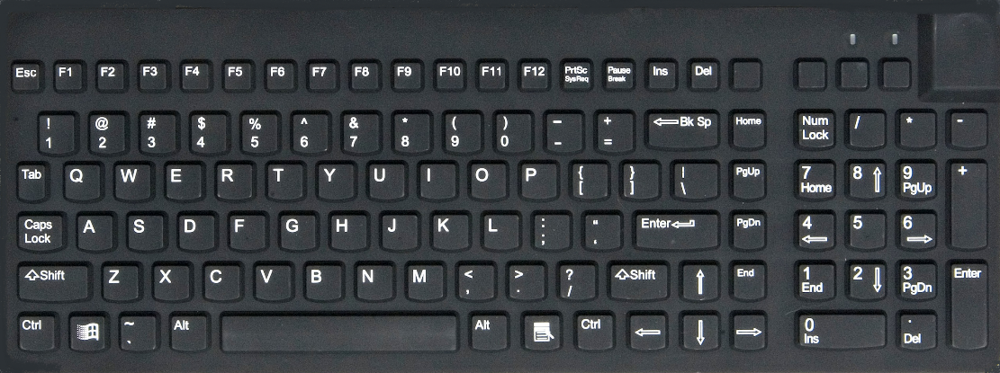 Esc F1 F2 F3 F4 F5 F6 F7 F8 F9 F10 F11 F12 PrtSc SysReq Pause Break Ins Del
! 1 @ 2 # 3 $ 4 % 5 ^ 6 & 7 * 8 ( 9 ) 0 – - + = ⇐Bk Sp Home Num Lock / * -
Tab Q W E R T Y U I O P { [ } ] | \ PgUp 7 Home 8 ⇑ 9 PgUp +
Caps Lock A S D F G H J K L : ; “ ‘ Enter↵ PgDn 4 ⇐ 5 6 ⇒
⇧Shift Z X C V B N M < , > . ? / ⇧Shift ⇑ End 1 End 2 ⇓ 3 PgDn Enter
Ctrl ~ ` Alt Alt Ctrl ⇐ ⇓ ⇒ 0 Ins . Del